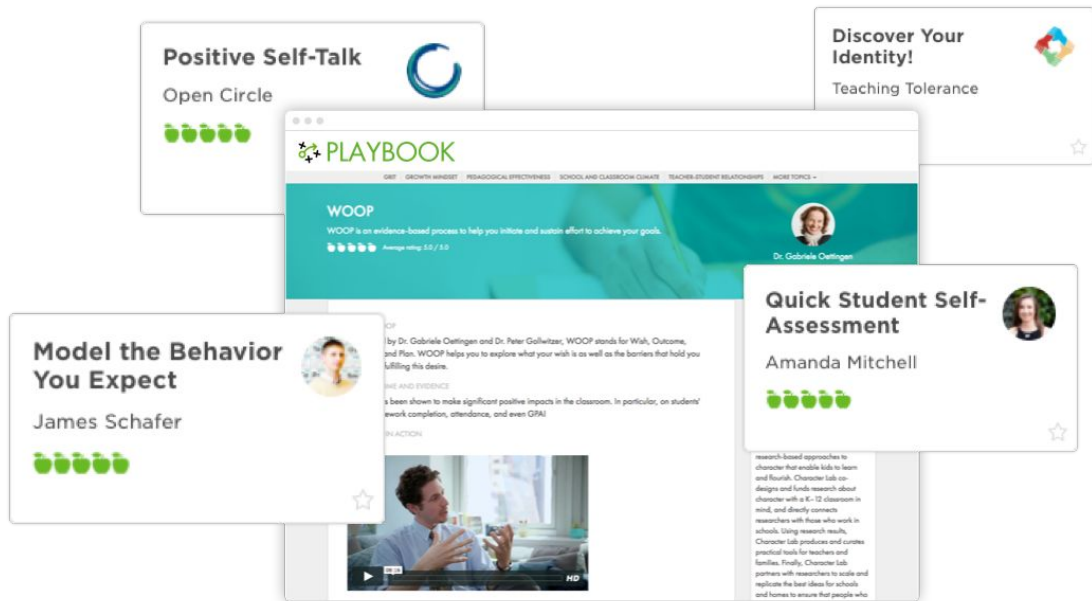 Positive Self-Talk
Open Circle
Discover Your
Identity!
Teaching Tolerance
PLAYBOOK
GRIT
GROWTH MINDSET
PEDAGOGICAL EFFECTIVENESS
SCHOOL AND CLASSROOM CLIMATE
TEACHER-STUDENT RELATIONSHIPS
MORE TOPICS
WOOP
WOOP is an evidence-based process to help you initiate and sustain effort to achieve your goals.
Average rating: 5.0 / 5.0
Dr. Gabriele Oettingen
Model the Behavior
You Expect
James Schafer
Quick Student Self-
Assessment
Amanda Mitchell
by Dr. Gabriele Oettingen and Dr. Peter Gollwitzer, WOOP stands for Wish, Outcome,
and Plan. WOOP helps you to explore what your wish is as well as the barriers that hold you
fulfilling this desire.
AND EVIDENCE
been shown to make significant positive impacts in the classroom. In particular, on students'
completion, attendance, and even GPA!
IN ACTION
HD
research-based approaches to
character that enable kids to learn
and flourish. Character Lab co-
designs and funds research about
character with a K–12 classroom in
mind, and directly connects
researchers with those who work in
schools. Using research results,
Character Lab produces and curates
practical tools for teachers and
families. Finally, Character Lab
partners with researchers to scale and
replicate the best ideas for schools
and homes to ensure that people who